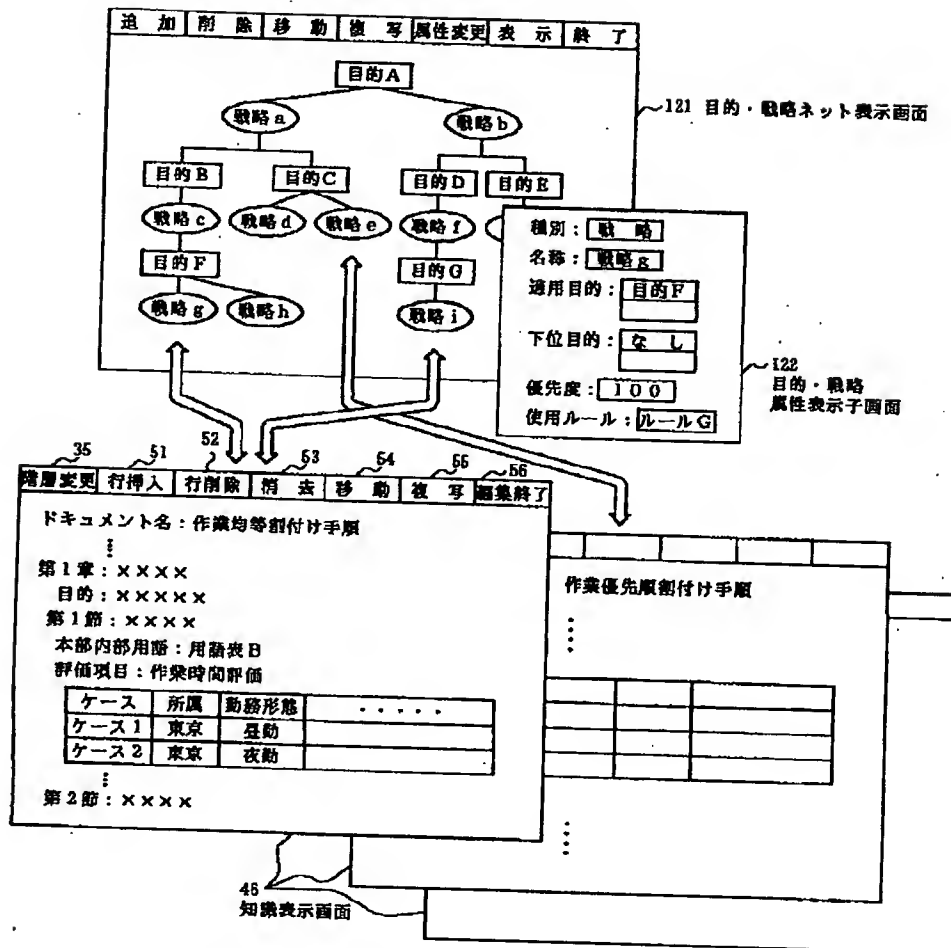 追 加 削 除 移 動 複 写 属性変更 表 示 終 了
目的A
戦略a 戦略b
121 目的・戦略ネット表示画面
目的B 目的C 目的D 目的E
戦略c 戦略d 戦略e 戦略f
目的F 目的G
戦略g 戦略h 戦略i
種別：戦 略
名称：戦略g
適用目的：目的F
下位目的：な し
優先度：100
使用ルール：ルールG
122
目的・戦略
属性表示子画面
35 51 52 53 54 55 56
階層変更 行挿入 行削除 消 去 移 動 複 写 編集終了
ドキュメント名：作業均等割付け手順
第1章：××××
目的：×××××
第1節：××××
本部内部用語：用語表B
評価項目：作業時間評価
ケース 所属 勤務形態 ・・・・・
ケース1 東京 昼勤
ケース2 東京 夜勤
第2節：××××
作業優先順割付け手順
46
知識表示画面